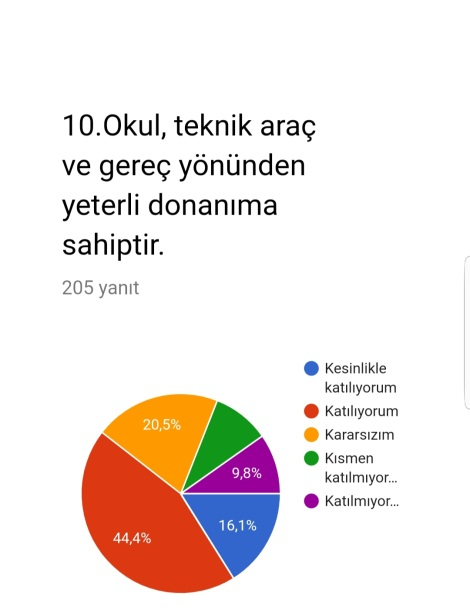 10.Okul, teknik araç
ve gereç yönünden
yeterli donanıma
sahiptir.
205 yanıt
Kesinlikle
katılıyorum
Katılıyorum
Kararsızım
Kısmen
katılmıyor...
Katılmıyor...
20,5%
9,8%
16,1%
44,4%